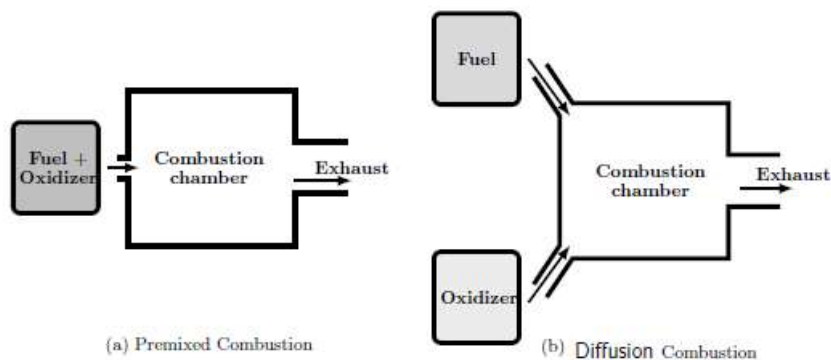 Fuel +
Oxidizer
Combustion
chamber
Exhaust
(a) Premixed Combustion
Fuel
Oxidizer
Combustion
chamber
Exhaust
(b) Diffusion Combustion